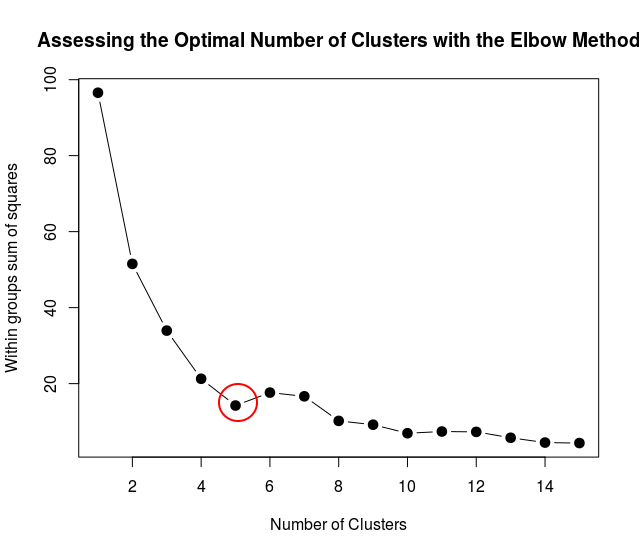 Assessing the Optimal Number of Clusters with the Elbow Method
Within groups sum of squares
100
80
60
40
20
2 4 6 8 10 12 14
Number of Clusters